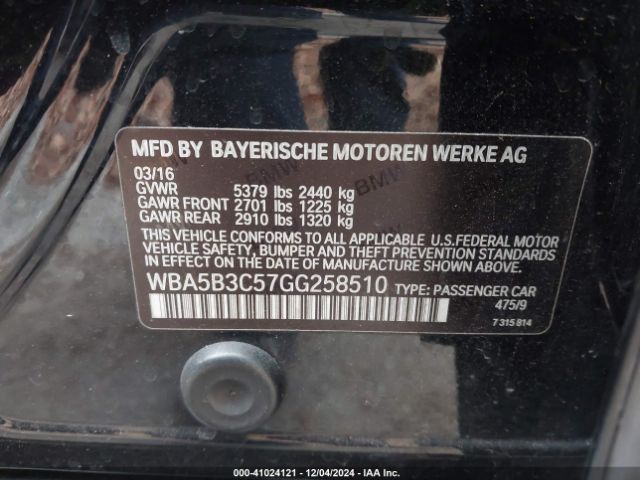 MFD BY BAYERISCHE MOTOREN WERKE AG
03/16
GVWR 5379 lbs 2440 kg
GAWR FRONT 2701 lbs 1225 kg
GAWR REAR 2910 lbs 1320 kg
THIS VEHICLE CONFORMS TO ALL APPLICABLE U.S.FEDERAL MOTOR
VEHICLE SAFETY, BUMPER AND THEFT PREVENTION STANDARDS
IN EFFECT ON THE DATE OF MANUFACTURE SHOWN ABOVE.
WBA5B3C57GG258510 TYPE: PASSENGER CAR
475/9
7 315 814
000-41024121 - 12/04/2024 - IAA Inc.